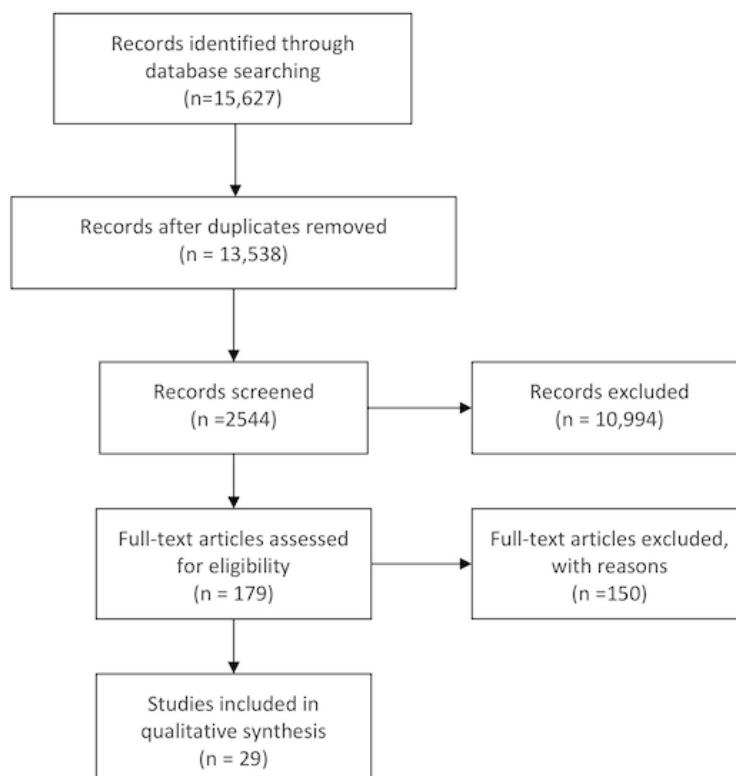 Records identified through
database searching
(n=15,627)
Records after duplicates removed
(n = 13,538)
Records screened
(n =2544)
Records excluded
(n = 10,994)
Full-text articles assessed
for eligibility
(n = 179)
Full-text articles excluded,
with reasons
(n =150)
Studies included in
qualitative synthesis
(n = 29)